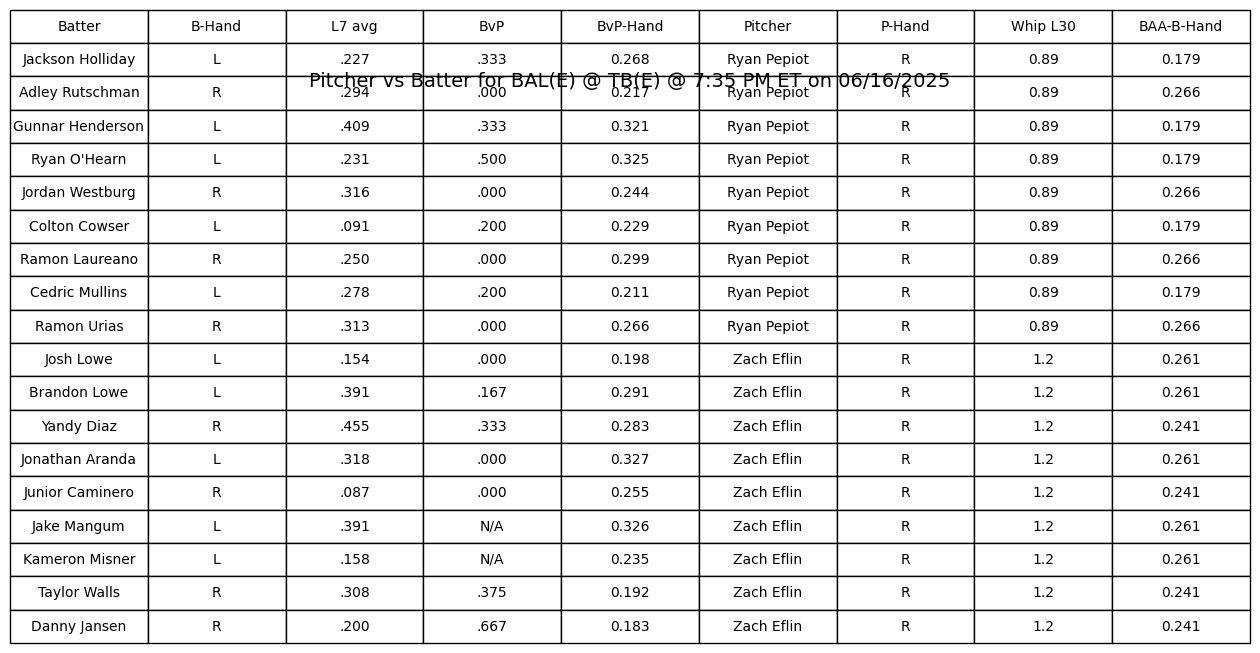 Batter B-Hand L7 avg BvP BvP-Hand Pitcher P-Hand Whip L30 BAA-B-Hand
Jackson Holliday L .227 .333 0.268 Ryan Pepiot R 0.89 0.179
Pitcher vs Batter for BAL(E) @ TB(E) @ 7:35 PM ET on 06/16/2025
Adley Rutschman R .294 .000 0.217 Ryan Pepiot R 0.89 0.266
Gunnar Henderson L .409 .333 0.321 Ryan Pepiot R 0.89 0.179
Ryan O'Hearn L .231 .500 0.325 Ryan Pepiot R 0.89 0.179
Jordan Westburg R .316 .000 0.244 Ryan Pepiot R 0.89 0.266
Colton Cowser L .091 .200 0.229 Ryan Pepiot R 0.89 0.179
Ramon Laureano R .250 .000 0.299 Ryan Pepiot R 0.89 0.266
Cedric Mullins L .278 .200 0.211 Ryan Pepiot R 0.89 0.179
Ramon Urias R .313 .000 0.266 Ryan Pepiot R 0.89 0.266
Josh Lowe L .154 .000 0.198 Zach Eflin R 1.2 0.261
Brandon Lowe L .391 .167 0.291 Zach Eflin R 1.2 0.261
Yandy Diaz R .455 .333 0.283 Zach Eflin R 1.2 0.241
Jonathan Aranda L .318 .000 0.327 Zach Eflin R 1.2 0.261
Junior Caminero R .087 .000 0.255 Zach Eflin R 1.2 0.241
Jake Mangum L .391 N/A 0.326 Zach Eflin R 1.2 0.261
Kameron Misner L .158 N/A 0.235 Zach Eflin R 1.2 0.261
Taylor Walls R .308 .375 0.192 Zach Eflin R 1.2 0.241
Danny Jansen R .200 .667 0.183 Zach Eflin R 1.2 0.241